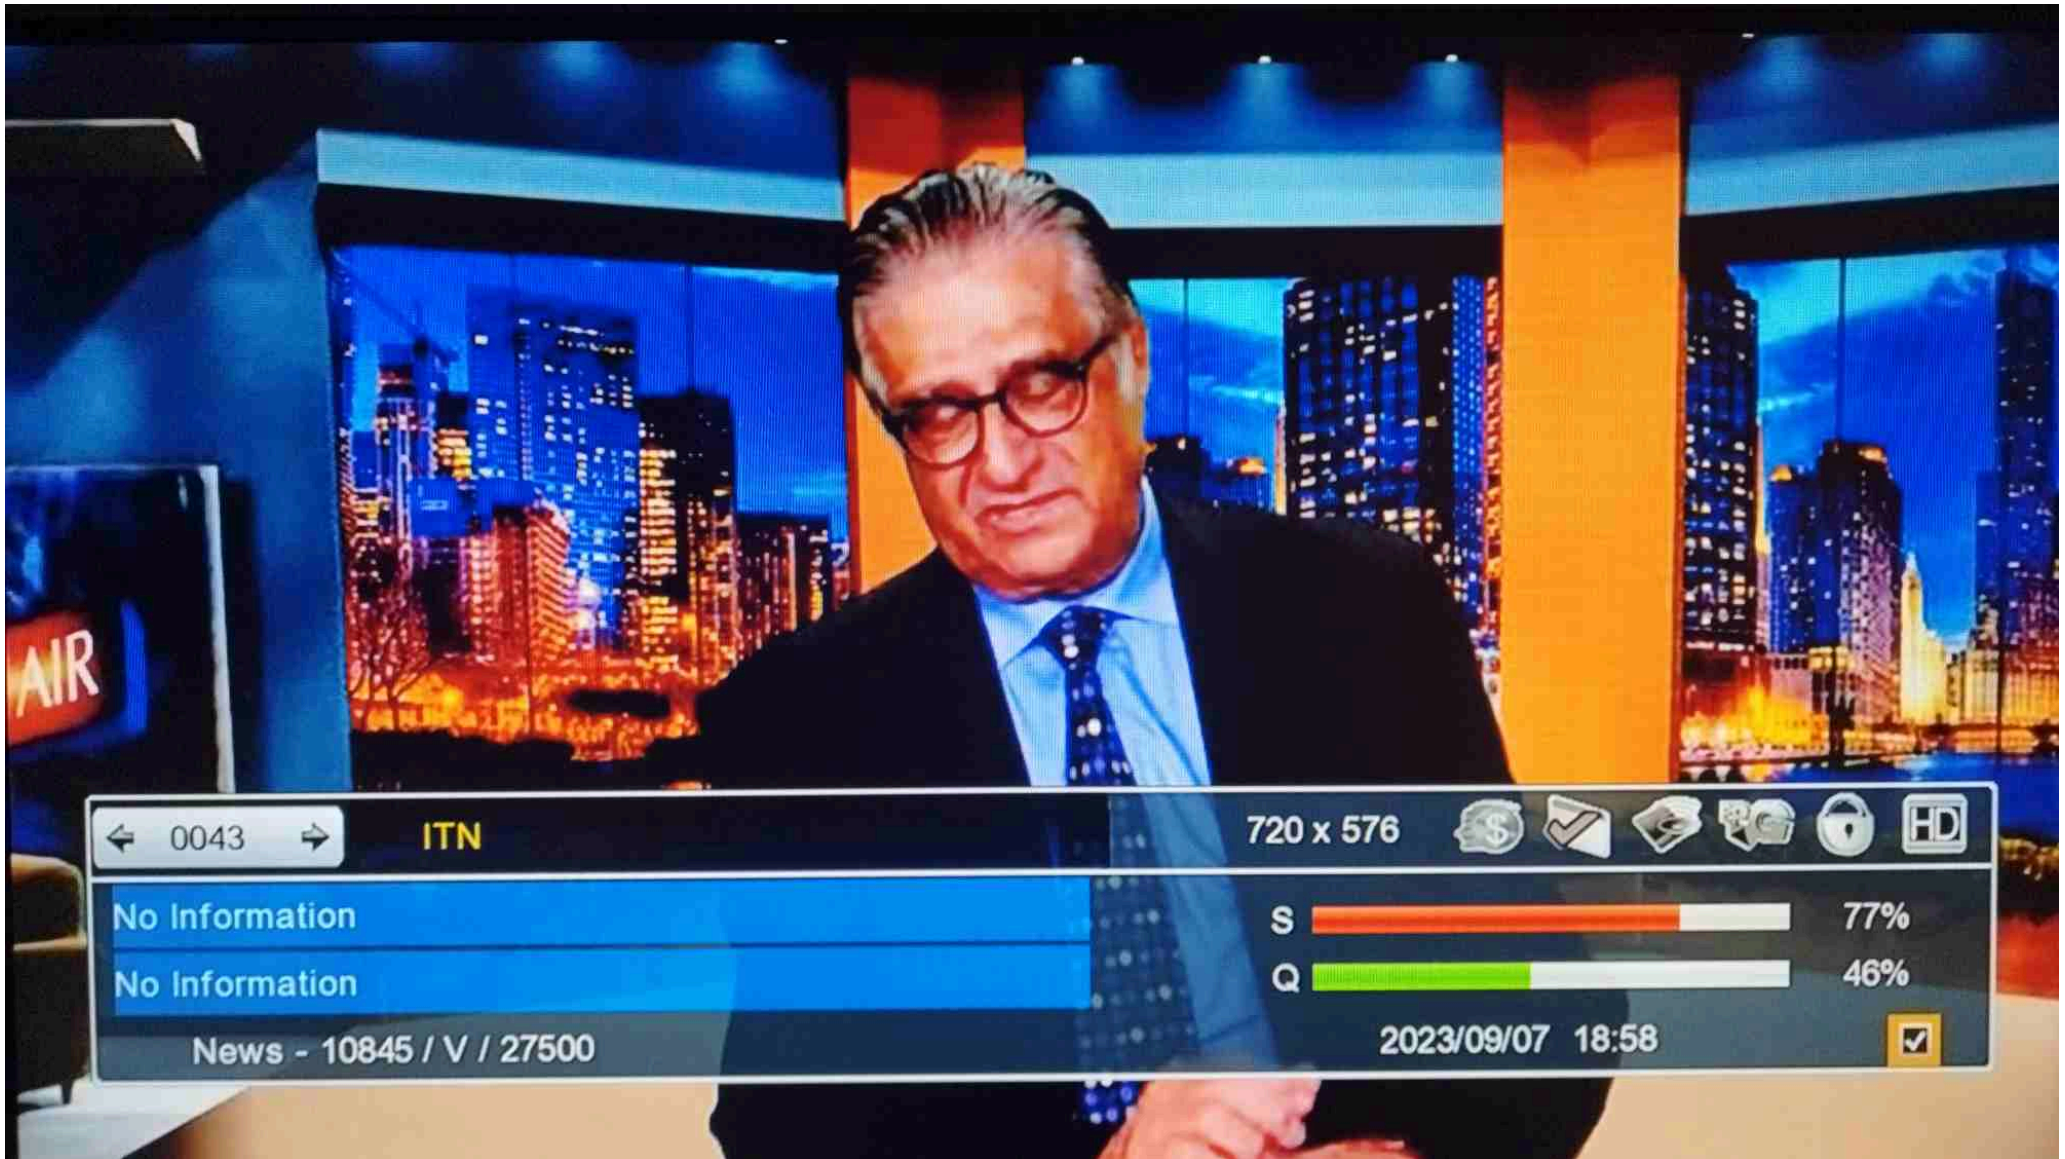 AIR
0043 ITN 720 x 576 $ G HD
No Information S 77%
No Information Q 46%
News - 10845 / V / 27500 2023/09/07 18:58